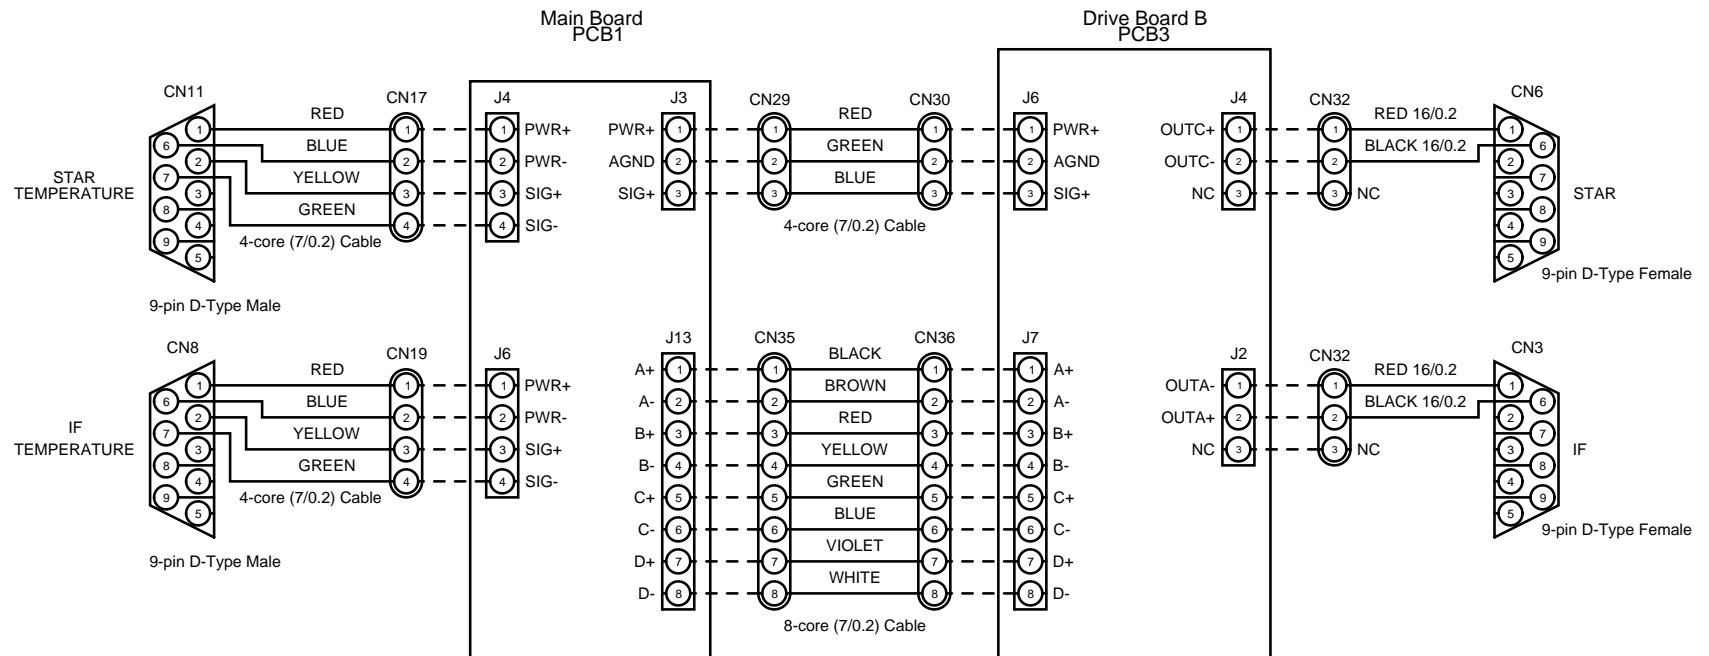 Main Board
PCB1
Drive Board B
PCB3
CN11
CN17
J4
J3
CN29
CN30
J6
J4
CN32
CN6
RED
BLUE
YELLOW
GREEN
4-core (7/0.2) Cable
STAR
TEMPERATURE
1
6
2
7
3
8
4
9
5
9-pin D-Type Male
1
2
3
4
1 PWR+
2 PWR-
3 SIG+
4 SIG-
PWR+ 1
AGND 2
SIG+ 3
1 RED 1
2 GREEN 2
3 BLUE 3
4-core (7/0.2) Cable
1 PWR+
2 AGND
3 SIG+
OUTC+ 1
OUTC- 2
NC 3
1 RED 16/0.2
2 BLACK 16/0.2
3 NC
1
6
2
7
3
8
4
9
5
STAR
9-pin D-Type Female
CN8
CN19
J6
J13
CN35
CN36
J7
J2
CN32
CN3
RED
BLUE
YELLOW
GREEN
4-core (7/0.2) Cable
IF
TEMPERATURE
1
6
2
7
3
8
4
9
5
9-pin D-Type Male
1
2
3
4
1 PWR+
2 PWR-
3 SIG+
4 SIG-
A+ 1
A- 2
B+ 3
B- 4
C+ 5
C- 6
D+ 7
D- 8
1 BLACK 1
2 BROWN 2
3 RED 3
4 YELLOW 4
5 GREEN 5
6 BLUE 6
7 VIOLET 7
8 WHITE 8
8-core (7/0.2) Cable
1 A+
2 A-
3 B+
4 B-
5 C+
6 C-
7 D+
8 D-
OUTA- 1
OUTA+ 2
NC 3
1 RED 16/0.2
2 BLACK 16/0.2
3 NC
1
6
2
7
3
8
4
9
5
IF
9-pin D-Type Female